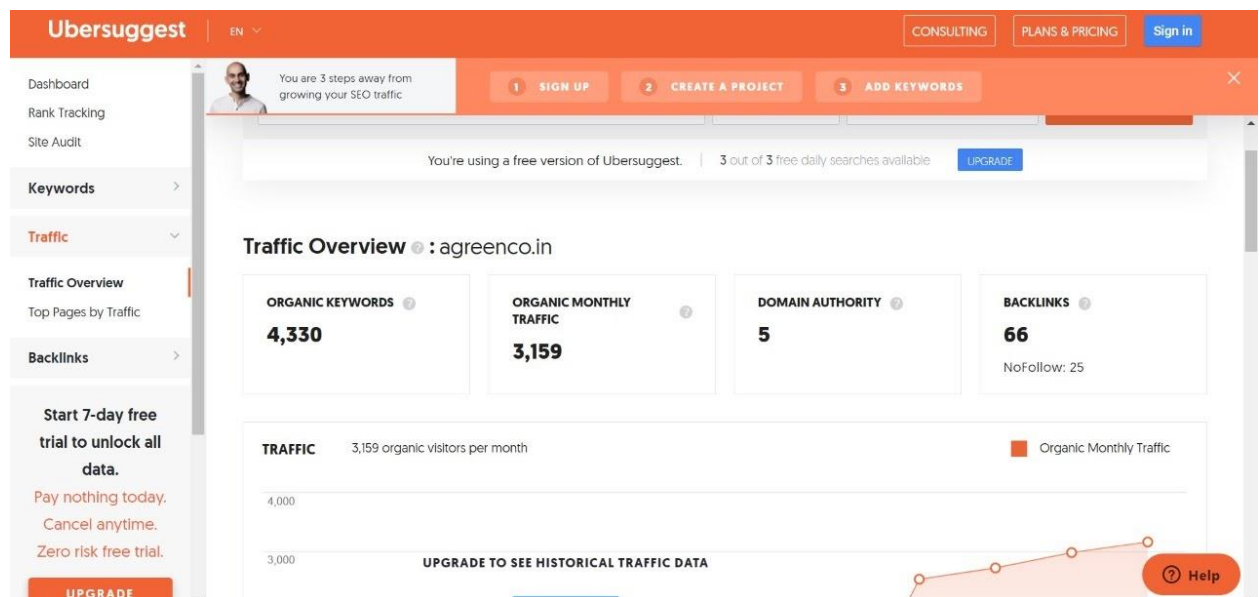 Ubersuggest
EN
CONSULTING
PLANS & PRICING
Sign in
Dashboard
Rank Tracking
Site Audit
Keywords
Traffic
Traffic Overview
Top Pages by Traffic
Backlinks
Start 7-day free
trial to unlock all
data.
Pay nothing today.
Cancel anytime.
Zero risk free trial.
UPGRADE
You are 3 steps away from
growing your SEO traffic
1 SIGN UP
2 CREATE A PROJECT
3 ADD KEYWORDS
You're using a free version of Ubersuggest.
3 out of 3 free daily searches available
UPGRADE
Traffic Overview ? : agreenco.in
ORGANIC KEYWORDS ?
4,330
ORGANIC MONTHLY
TRAFFIC ?
3,159
DOMAIN AUTHORITY ?
5
BACKLINKS ?
66
NoFollow: 25
TRAFFIC
3,159 organic visitors per month
Organic Monthly Traffic
4,000
3,000
UPGRADE TO SEE HISTORICAL TRAFFIC DATA
? Help